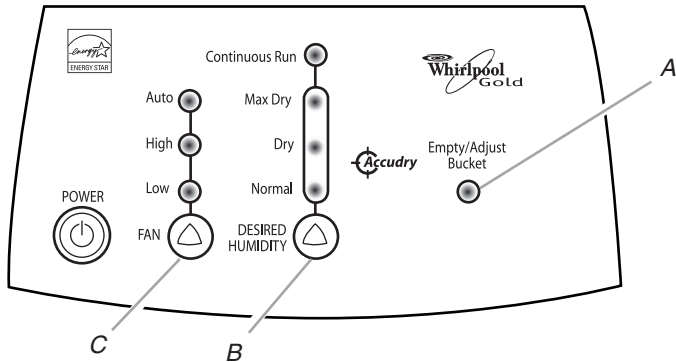 energy
ENERGY STAR
Continuous Run
Whirlpool
Gold
A
Auto
Max Dry
High
Dry
Accudry
Empty/Adjust
Bucket
Low
Normal
POWER
FAN
DESIRED
HUMIDITY
C
B